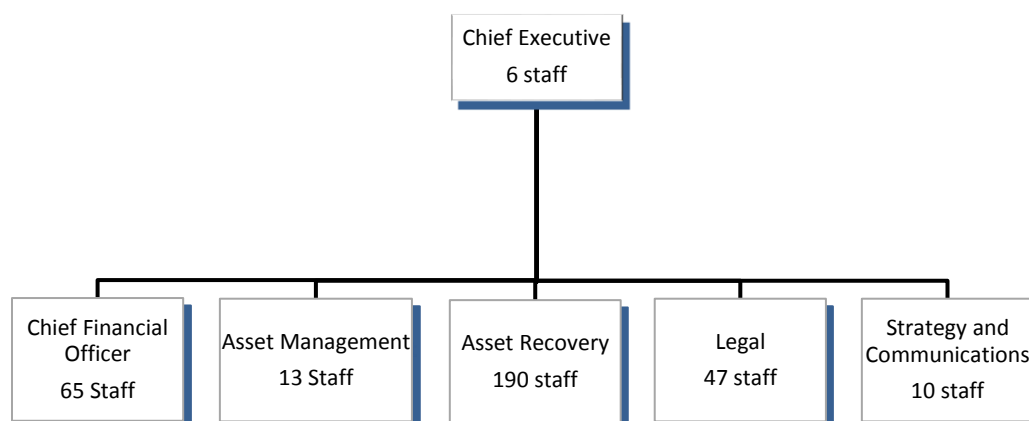 Chief Executive
6 staff
Chief Financial
Officer
65 Staff
Asset Management
13 Staff
Asset Recovery
190 staff
Legal
47 staff
Strategy and
Communications
10 staff